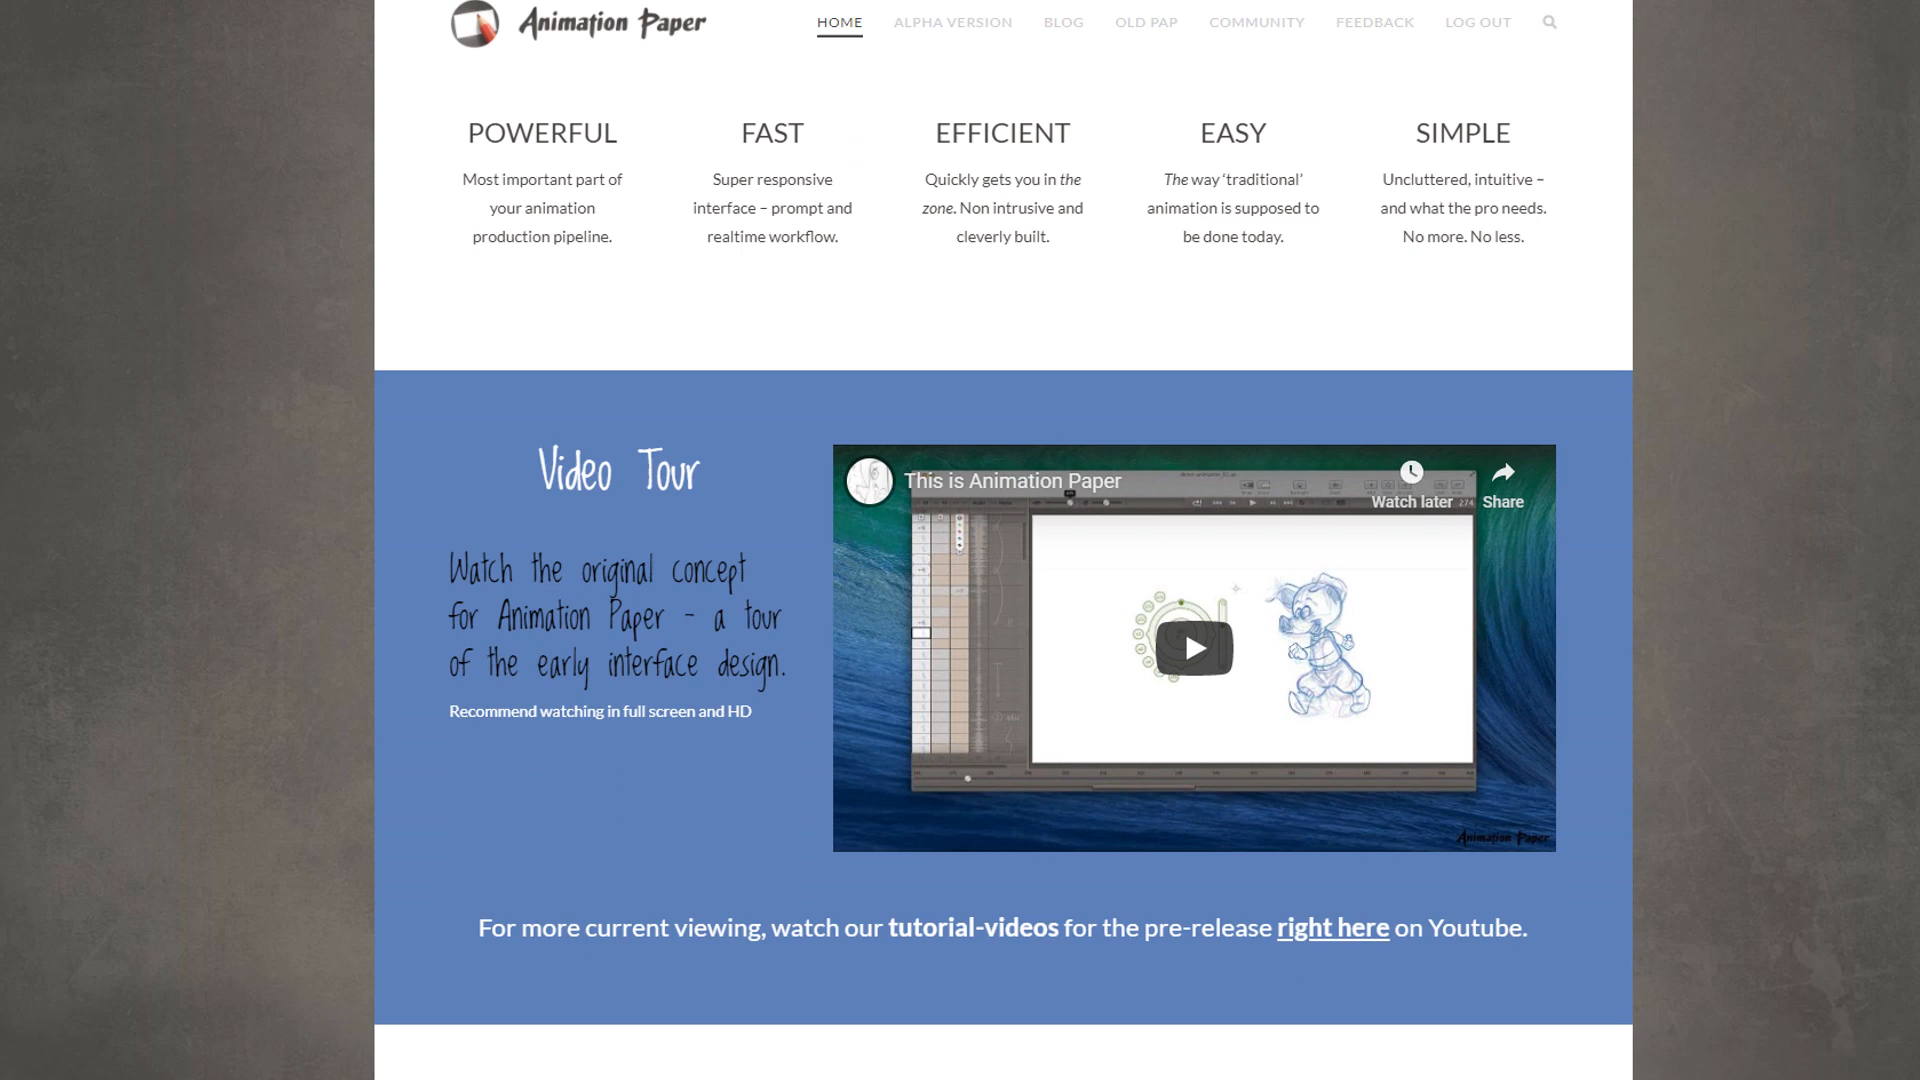 Animation Paper
HOME ALPHA VERSION BLOG OLD PAP COMMUNITY FEEDBACK LOG OUT
POWERFUL
Most important part of
your animation
production pipeline.
FAST
Super responsive
interface – prompt and
realtime workflow.
EFFICIENT
Quickly gets you in the
zone. Non intrusive and
cleverly built.
EASY
The way ‘traditional’
animation is supposed to
be done today.
SIMPLE
Uncluttered, intuitive –
and what the pro needs.
No more. No less.
Video Tour
Watch the original concept
for Animation Paper - a tour
of the early interface design.
Recommend watching in full screen and HD
This is Animation Paper
Watch later
274
Share
Animation Paper
For more current viewing, watch our tutorial-videos for the pre-release right here on Youtube.